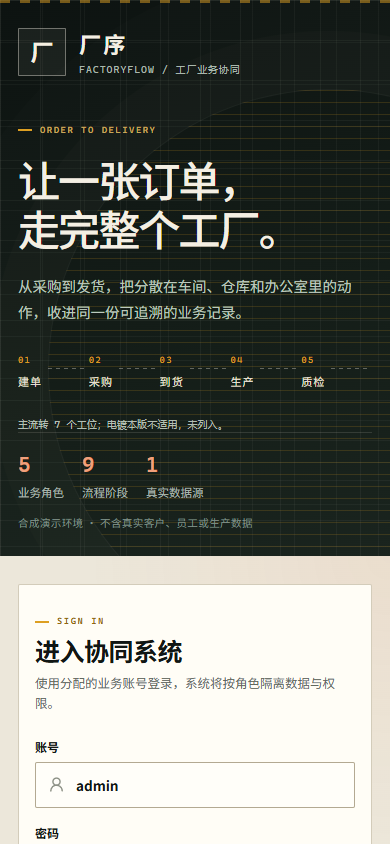 厂
厂序
FACTORYFLOW / 工厂业务协同
ORDER TO DELIVERY
让一张订单，
走完整个工厂。
从采购到发货，把分散在车间、仓库和办公室里的动
作，收进同一份可追溯的业务记录。
01 02 03 04 05
建单 采购 到货 生产 质检
主流转 7 个工位；电镀本版不适用，未列入。
5 9 1
业务角色 流程阶段 真实数据源
合成演示环境 · 不含真实客户、员工或生产数据
SIGN IN
进入协同系统
使用分配的业务账号登录，系统将按角色隔离数据与权
限。
账号
admin
密码